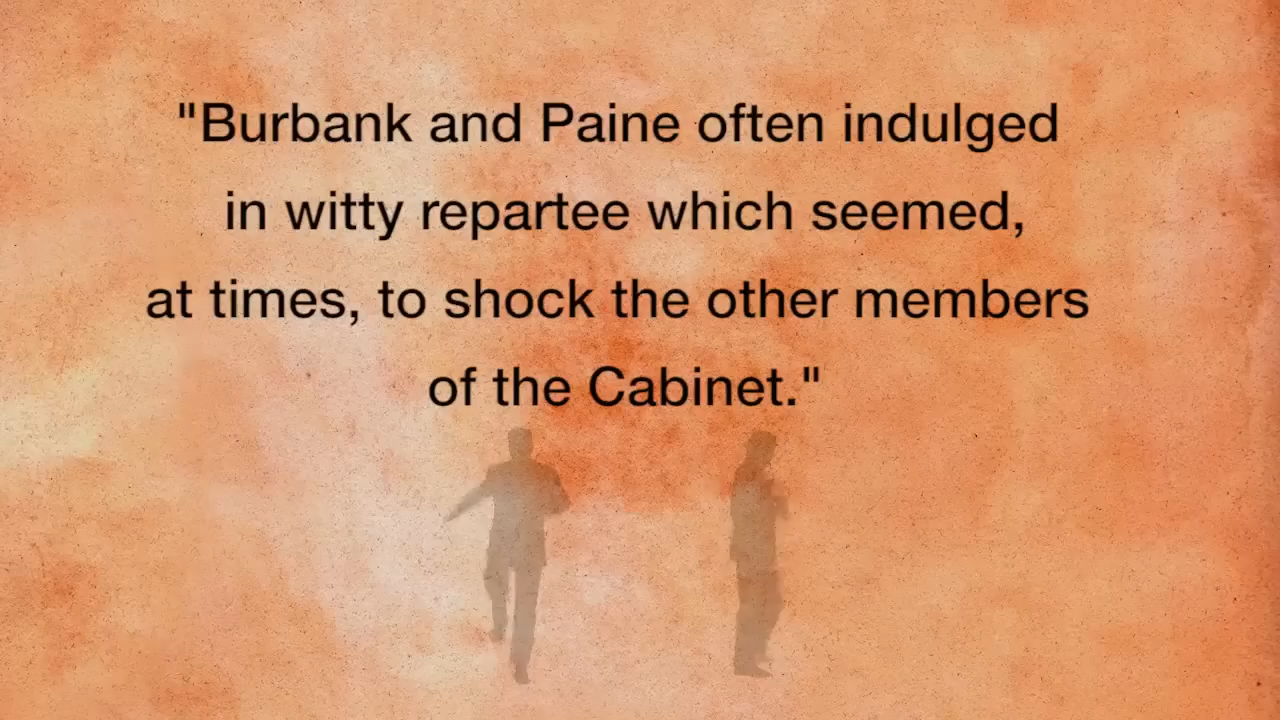 "Burbank and Paine often indulged
in witty repartee which seemed,
at times, to shock the other members
of the Cabinet."